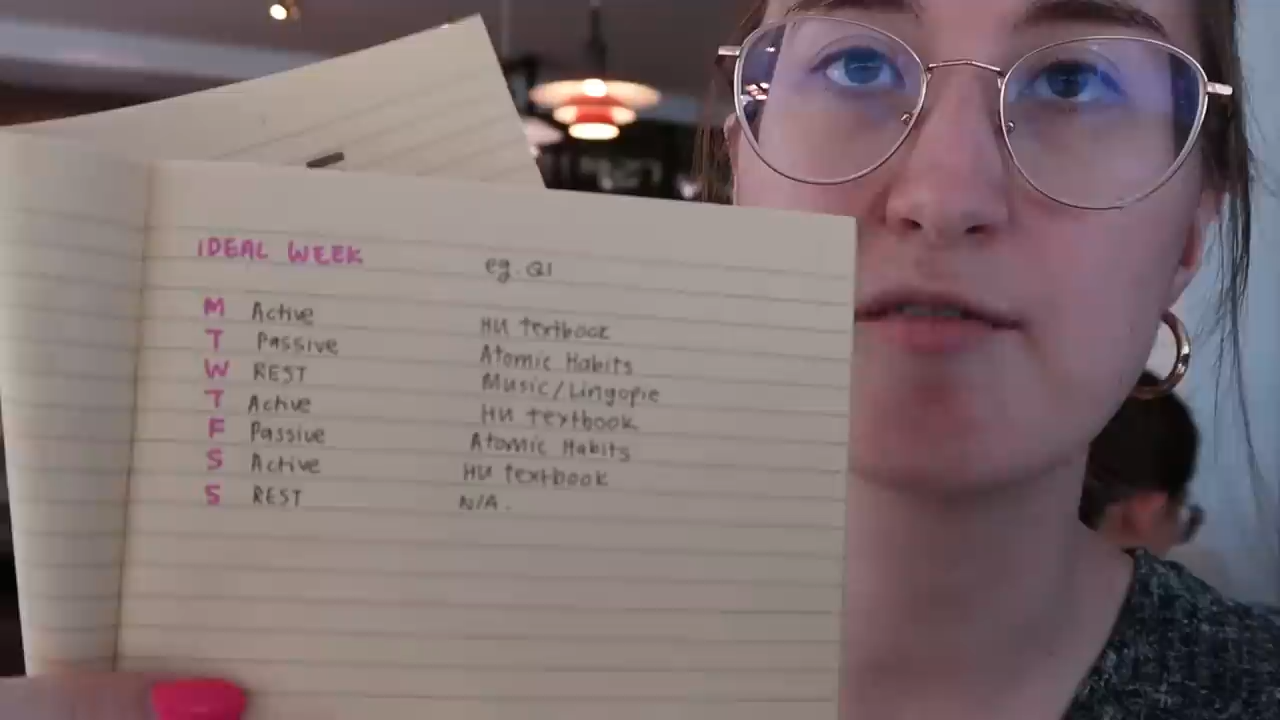 IDEAL WEEK eg. Q1
M Active HU textbook
T Passive Atomic Habits
W REST Music/Lingopie
T Active HU textbook
F Passive Atomic Habits
S Active HU textbook
S REST N/A.